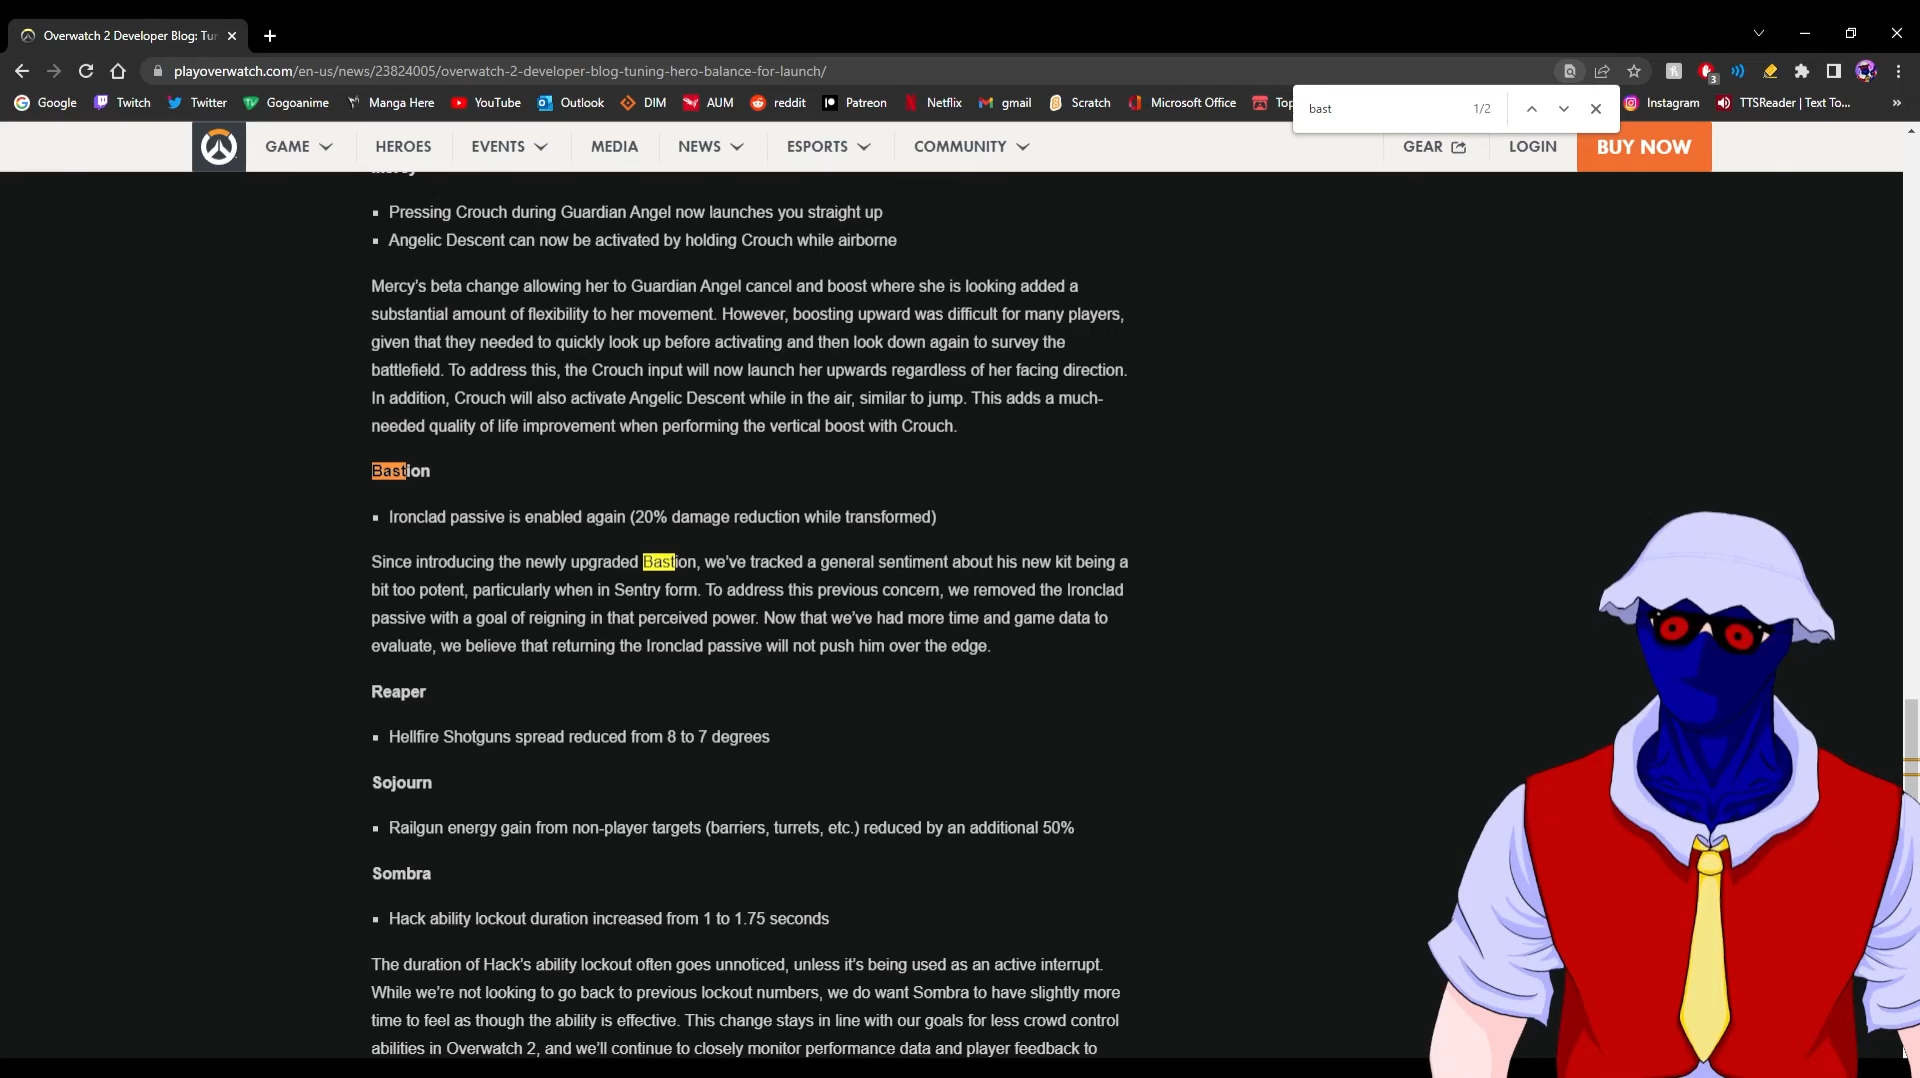 Overwatch 2 Developer Blog: Tun
playoverwatch.com/en-us/news/23824005/overwatch-2-developer-blog-tuning-hero-balance-for-launch/
3
Google Twitch Twitter Gogoanime Manga Here YouTube Outlook DIM AUM reddit Patreon Netflix gmail Scratch Microsoft Office Top Instagram TTSReader | Text To... »
bast 1/2
GAME HEROES EVENTS MEDIA NEWS ESPORTS COMMUNITY GEAR LOGIN BUY NOW
Mercy
▪ Pressing Crouch during Guardian Angel now launches you straight up
▪ Angelic Descent can now be activated by holding Crouch while airborne
Mercy’s beta change allowing her to Guardian Angel cancel and boost where she is looking added a
substantial amount of flexibility to her movement. However, boosting upward was difficult for many players,
given that they needed to quickly look up before activating and then look down again to survey the
battlefield. To address this, the Crouch input will now launch her upwards regardless of her facing direction.
In addition, Crouch will also activate Angelic Descent while in the air, similar to jump. This adds a much-
needed quality of life improvement when performing the vertical boost with Crouch.
Bastion
▪ Ironclad passive is enabled again (20% damage reduction while transformed)
Since introducing the newly upgraded Bastion, we’ve tracked a general sentiment about his new kit being a
bit too potent, particularly when in Sentry form. To address this previous concern, we removed the Ironclad
passive with a goal of reigning in that perceived power. Now that we’ve had more time and game data to
evaluate, we believe that returning the Ironclad passive will not push him over the edge.
Reaper
▪ Hellfire Shotguns spread reduced from 8 to 7 degrees
Sojourn
▪ Railgun energy gain from non-player targets (barriers, turrets, etc.) reduced by an additional 50%
Sombra
▪ Hack ability lockout duration increased from 1 to 1.75 seconds
The duration of Hack’s ability lockout often goes unnoticed, unless it’s being used as an active interrupt.
While we’re not looking to go back to previous lockout numbers, we do want Sombra to have slightly more
time to feel as though the ability is effective. This change stays in line with our goals for less crowd control
abilities in Overwatch 2, and we’ll continue to closely monitor performance data and player feedback to